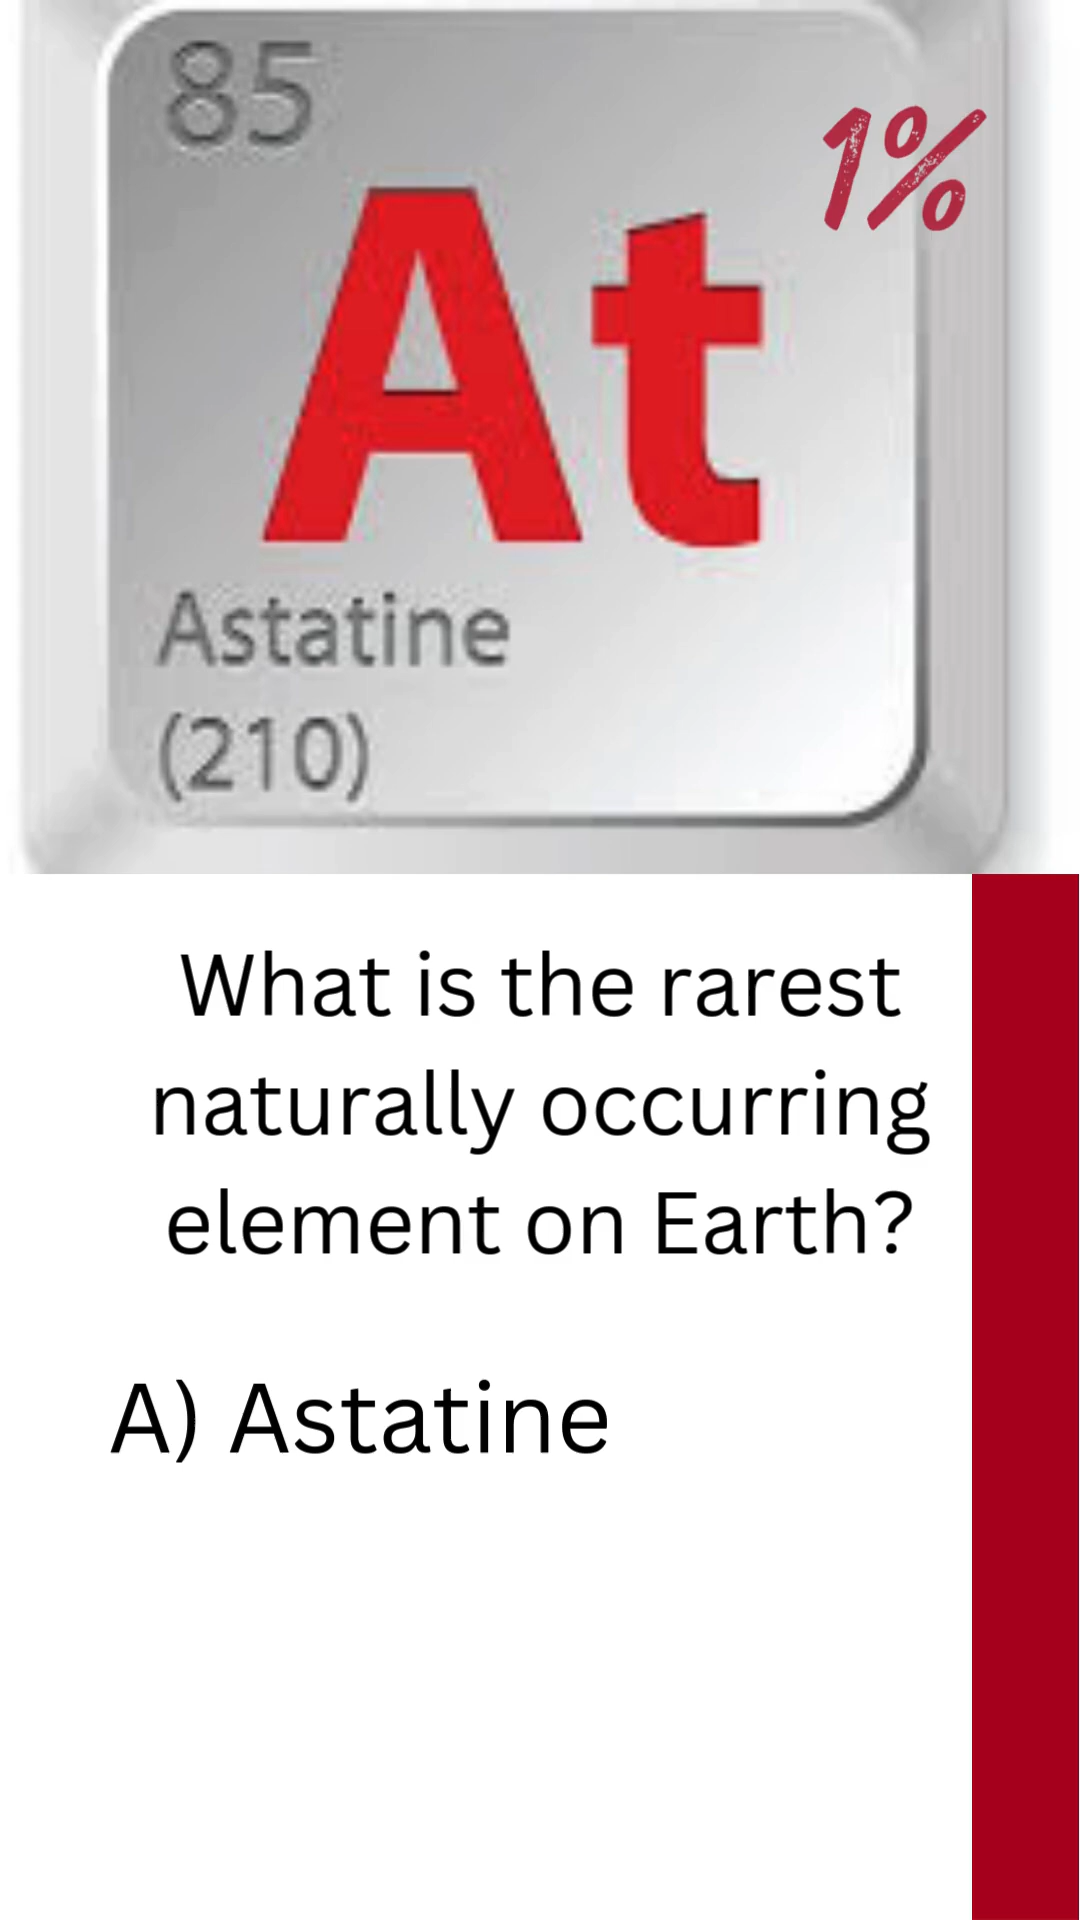 85
1%
At
Astatine
(210)
What is the rarest
naturally occurring
element on Earth?
A) Astatine